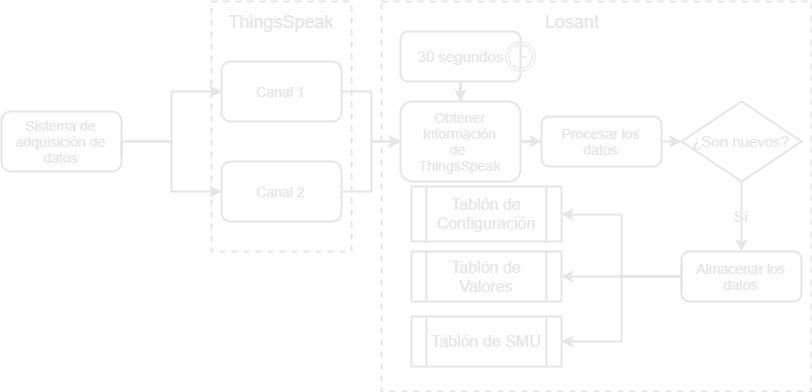 ThingsSpeak
Losant
30 segundos
Canal 1
Sistema de
adquisición de
datos
Obtener
Información
de
ThingsSpeak
Procesar los
datos
¿Son nuevos?
Canal 2
Tablón de
Configuración
Sí
Tablón de
Valores
Almacenar los
datos
Tablón de SMU